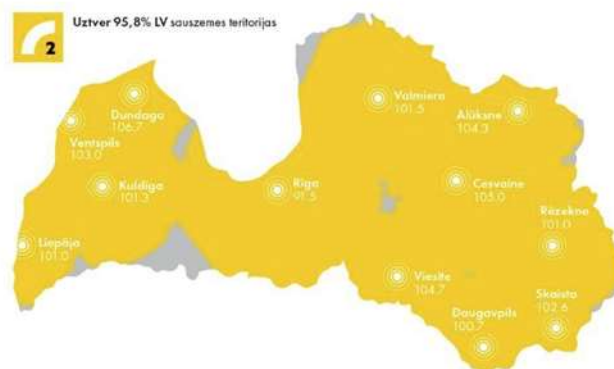 2
Uztver 95,8% LV sauszemes teritorijas
Dundaga
106.7
Ventspils
103.0
Kuldīga
101.3
Liepāja
101.0
Rīga
91.5
Valmiera
101.5
Alūksne
104.3
Cesvaine
105.0
Rēzekne
101.0
Viesīte
104.7
Skaista
102.6
Daugavpils
100.7